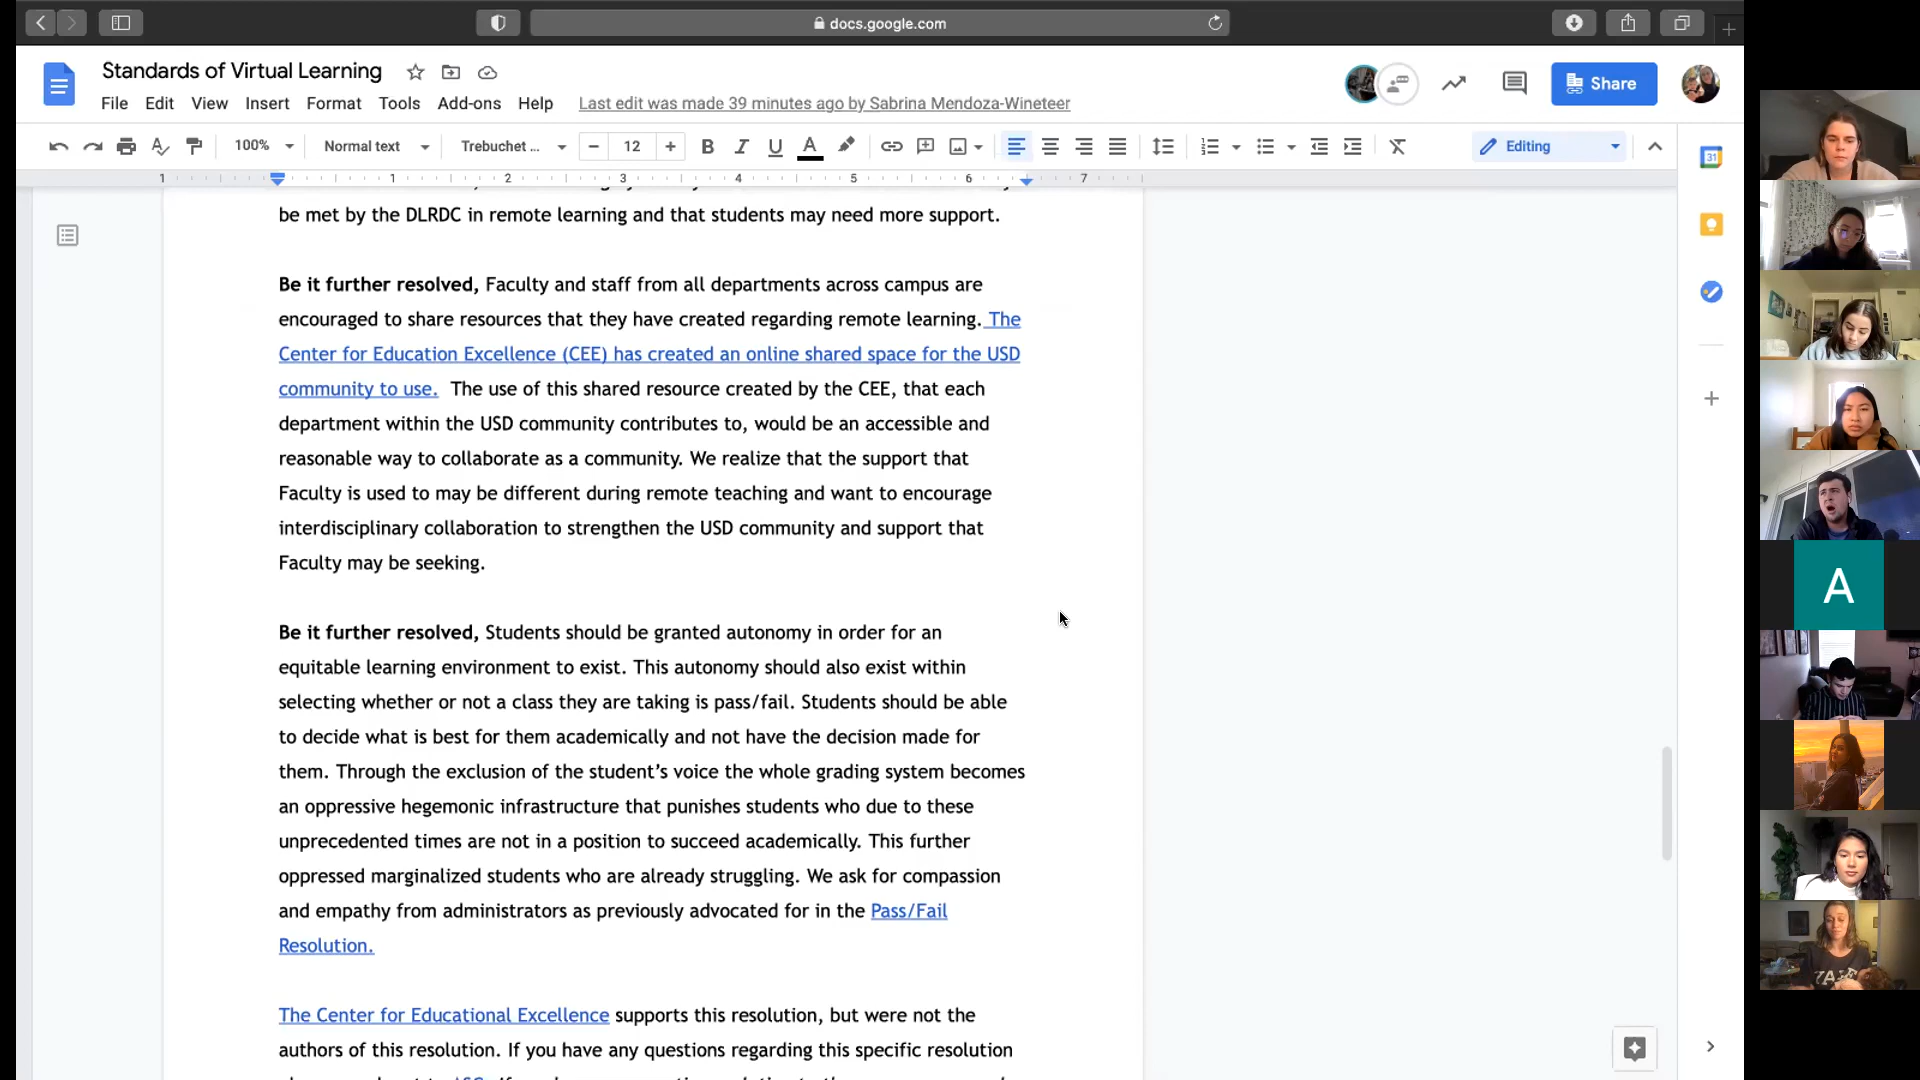 docs.google.com
Standards of Virtual Learning
Share
File Edit View Insert Format Tools Add-ons Help Last edit was made 39 minutes ago by Sabrina Mendoza-Wineteer
100% Normal text Trebuchet ... 12 B I U A Editing
1 1 2 3 4 5 6 7
31
be met by the DLRDC in remote learning and that students may need more support.
Be it further resolved, Faculty and staff from all departments across campus are
encouraged to share resources that they have created regarding remote learning. The
Center for Education Excellence (CEE) has created an online shared space for the USD
community to use. The use of this shared resource created by the CEE, that each
department within the USD community contributes to, would be an accessible and
reasonable way to collaborate as a community. We realize that the support that
Faculty is used to may be different during remote teaching and want to encourage
interdisciplinary collaboration to strengthen the USD community and support that
Faculty may be seeking.
Be it further resolved, Students should be granted autonomy in order for an
equitable learning environment to exist. This autonomy should also exist within
selecting whether or not a class they are taking is pass/fail. Students should be able
to decide what is best for them academically and not have the decision made for
them. Through the exclusion of the student's voice the whole grading system becomes
an oppressive hegemonic infrastructure that punishes students who due to these
unprecedented times are not in a position to succeed academically. This further
oppressed marginalized students who are already struggling. We ask for compassion
and empathy from administrators as previously advocated for in the Pass/Fail
Resolution.
The Center for Educational Excellence supports this resolution, but were not the
authors of this resolution. If you have any questions regarding this specific resolution
A